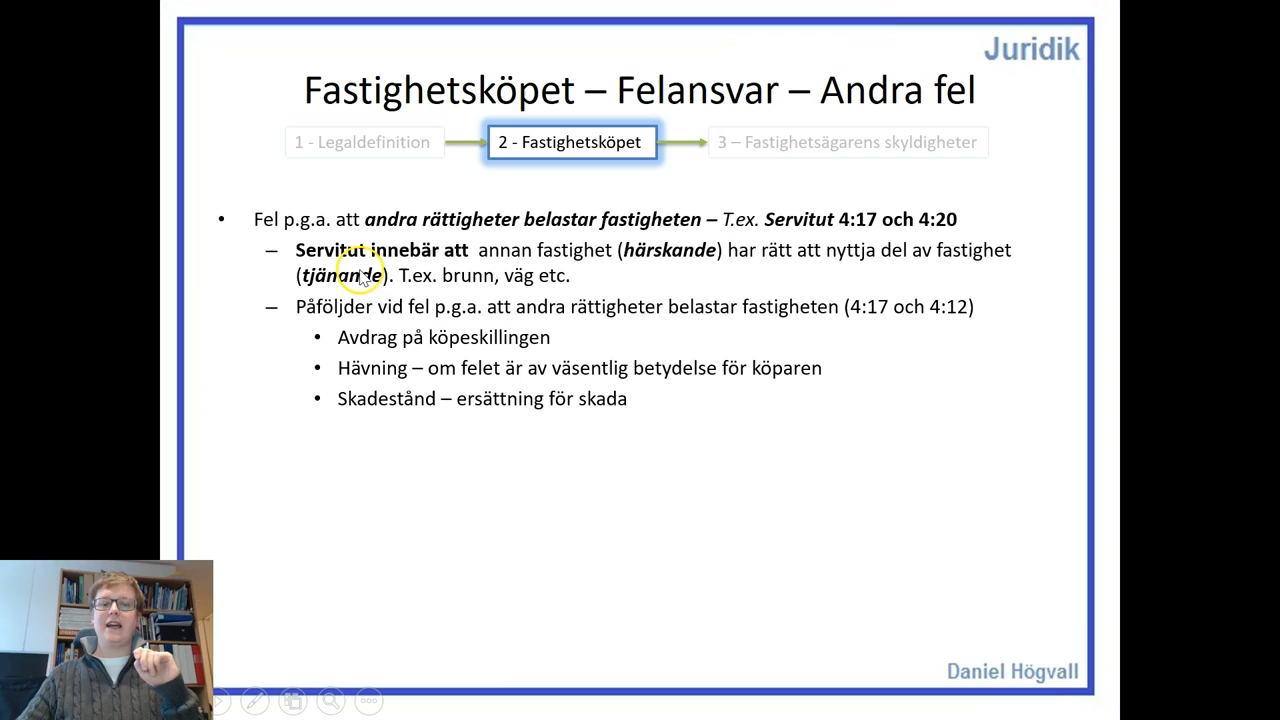 Juridik
Fastighetsköpet – Felansvar – Andra fel
1 - Legaldefinition
2 - Fastighetsköpet
3 – Fastighetsägarens skyldigheter
• Fel p.g.a. att andra rättigheter belastar fastigheten – T.ex. Servitut 4:17 och 4:20
– Servitut innebär att annan fastighet (härskande) har rätt att nyttja del av fastighet
(tjänande). T.ex. brunn, väg etc.
– Påföljder vid fel p.g.a. att andra rättigheter belastar fastigheten (4:17 och 4:12)
• Avdrag på köpeskillingen
• Hävning – om felet är av väsentlig betydelse för köparen
• Skadestånd – ersättning för skada
Daniel Högvall